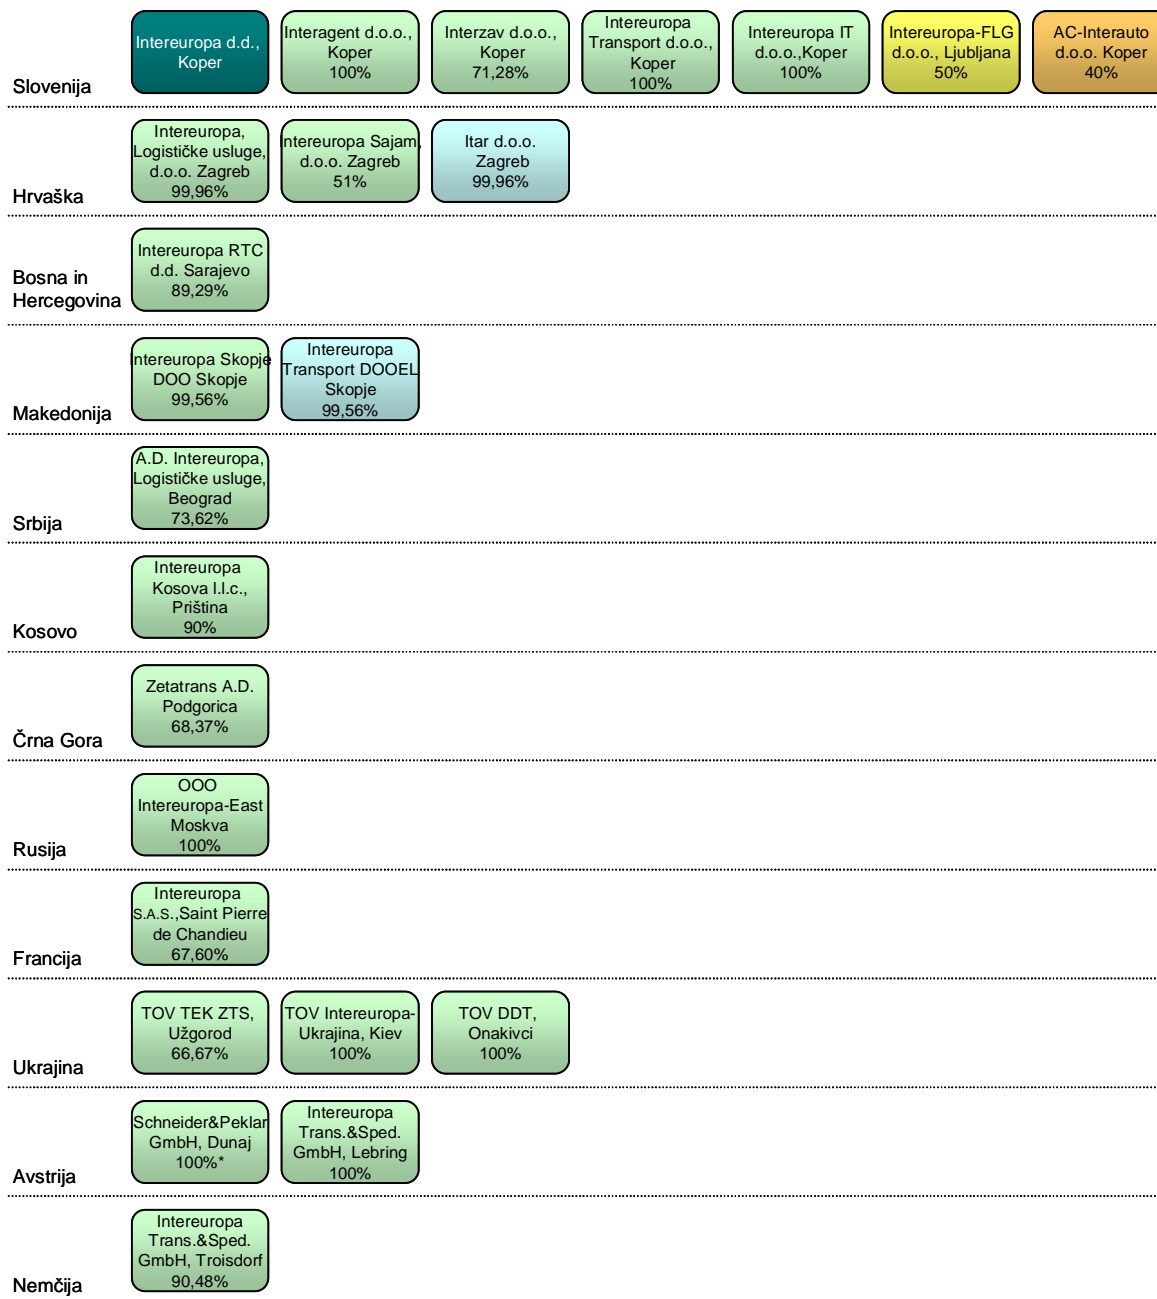 Slovenija
Intereuropa d.d.,
Koper
Interagent d.o.o.,
Koper
100%
Interzav d.o.o.,
Koper
71,28%
Intereuropa
Transport d.o.o.,
Koper
100%
Intereuropa IT
d.o.o.,Koper
100%
Intereuropa-FLG
d.o.o., Ljubljana
50%
AC-Interauto
d.o.o. Koper
40%
Hrvaška
Intereuropa,
Logističke usluge,
d.o.o. Zagreb
99,96%
Intereuropa Sajam,
d.o.o. Zagreb
51%
Itar d.o.o.
Zagreb
99,96%
Bosna in
Hercegovina
Intereuropa RTC
d.d. Sarajevo
89,29%
Makedonija
Intereuropa Skopje
DOO Skopje
99,56%
Intereuropa
Transport DOOEL
Skopje
99,56%
Srbija
A.D. Intereuropa,
Logističke usluge,
Beograd
73,62%
Kosovo
Intereuropa
Kosova l.l.c.,
Priština
90%
Črna Gora
Zetatrans A.D.
Podgorica
68,37%
Rusija
OOO
Intereuropa-East
Moskva
100%
Francija
Intereuropa
S.A.S.,Saint Pierre
de Chandieu
67,60%
Ukrajina
TOV TEK ZTS,
Užgorod
66,67%
TOV Intereuropa-
Ukrajina, Kiev
100%
TOV DDT,
Onakivci
100%
Avstrija
Schneider&Peklar
GmbH, Dunaj
100%*
Intereuropa
Trans.&Sped.
GmbH, Lebring
100%
Nemčija
Intereuropa
Trans.&Sped.
GmbH, Troisdorf
90,48%